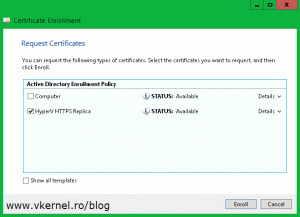 Certificate Enrollment
Request Certificates
You can request the following types of certificates. Select the certificates you want to request, and then
click Enroll.
Active Directory Enrollment Policy
Computer STATUS: Available Details
HyperV HTTPS Replica STATUS: Available Details
Show all templates
Enroll Cancel
www.vkernel.ro/blog